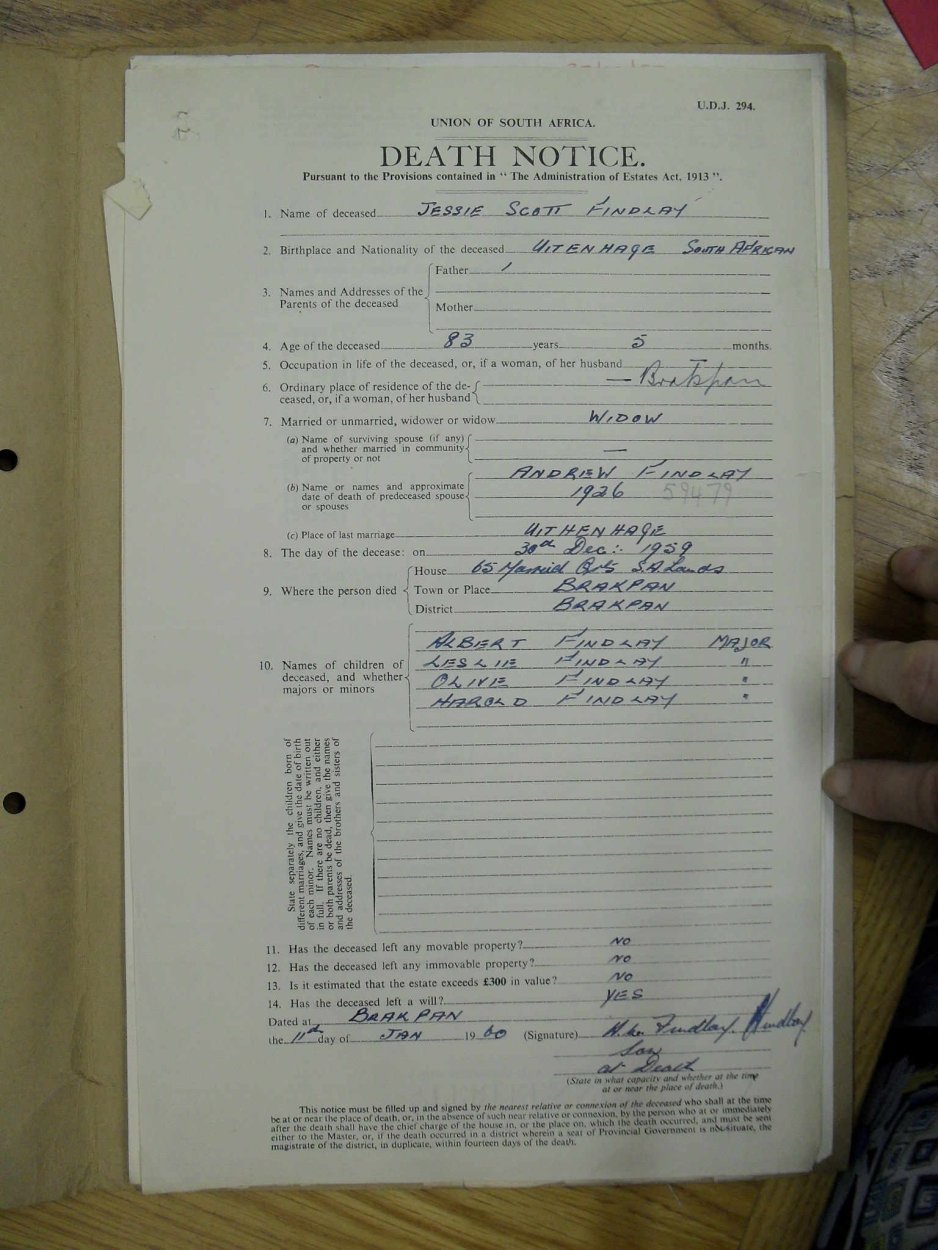 U.D.J. 294.
UNION OF SOUTH AFRICA.
DEATH NOTICE.
Pursuant to the Provisions contained in “ The Administration of Estates Act, 1913 ”.
1. Name of deceased JESSIE SCOTT FINDLAY
2. Birthplace and Nationality of the deceased UITENHAGE SOUTH AFRICAN
3. Names and Addresses of the Parents of the deceased
Father
Mother
4. Age of the deceased 83 years 5 months.
5. Occupation in life of the deceased, or, if a woman, of her husband
6. Ordinary place of residence of the de-
ceased, or, if a woman, of her husband — Brakpan
7. Married or unmarried, widower or widow WIDOW
(a) Name of surviving spouse (if any)
and whether married in community
of property or not —
(b) Name or names and approximate
date of death of predeceased spouse
or spouses
ANDREW FINDLAY
1926 59479
(c) Place of last marriage UITHENHAGE
8. The day of the decease: on 30th Dec:- 1959
9. Where the person died
House 65 Married Qrts S.A. Lands
Town or Place BRAKPAN
District BRAKPAN
10. Names of children of
deceased, and whether
majors or minors
ALBERT FINDLAY MAJOR
LESLIE FINDLAY "
OLIVE FINDLAY "
HAROLD FINDLAY "
State separately the children born of
different marriages, and give the date of birth
of each minor. Names must be written out
in full. If there are no children, and either
or both parents be dead, then give the names
and addresses of the brothers and sisters of
the deceased.
11. Has the deceased left any movable property? NO
12. Has the deceased left any immovable property? NO
13. Is it estimated that the estate exceeds £300 in value? NO
14. Has the deceased left a will? YES
Dated at BRAKPAN
the 11th day of JAN 1960 (Signature) Findlay. Findlay
Son
at Death
(State in what capacity and whether at the time
at or near the place of death.)
This notice must be filled up and signed by the nearest relative or connexion of the deceased who shall at the time
be at or near the place of death, or, in the absence of such near relative or connexion, by the person who at or immediately
after the death shall have the chief charge of the house in, or the place on, which the death occurred, and must be sent
either to the Master, or, if the death occurred in a district wherein a seat of Provincial Government is not situate, the
magistrate of the district, in duplicate, within fourteen days of the death.